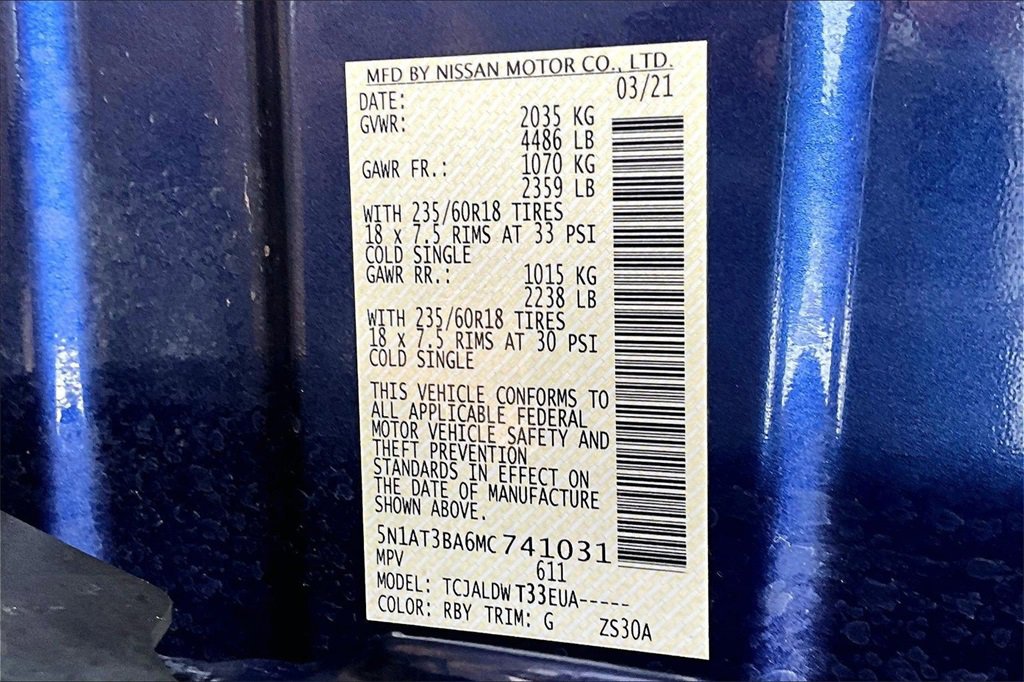 MFD BY NISSAN MOTOR CO., LTD.
DATE: 03/21
GVWR: 2035 KG
4486 LB
GAWR FR.: 1070 KG
2359 LB
WITH 235/60R18 TIRES
18 x 7.5 RIMS AT 33 PSI
COLD SINGLE
GAWR RR.: 1015 KG
2238 LB
WITH 235/60R18 TIRES
18 x 7.5 RIMS AT 30 PSI
COLD SINGLE
THIS VEHICLE CONFORMS TO
ALL APPLICABLE FEDERAL
MOTOR VEHICLE SAFETY AND
THEFT PREVENTION
STANDARDS IN EFFECT ON
THE DATE OF MANUFACTURE
SHOWN ABOVE.
5N1AT3BA6MC741031
MPV 611
MODEL: TCJALDW T33EUA-----
COLOR: RBY TRIM: G ZS30A